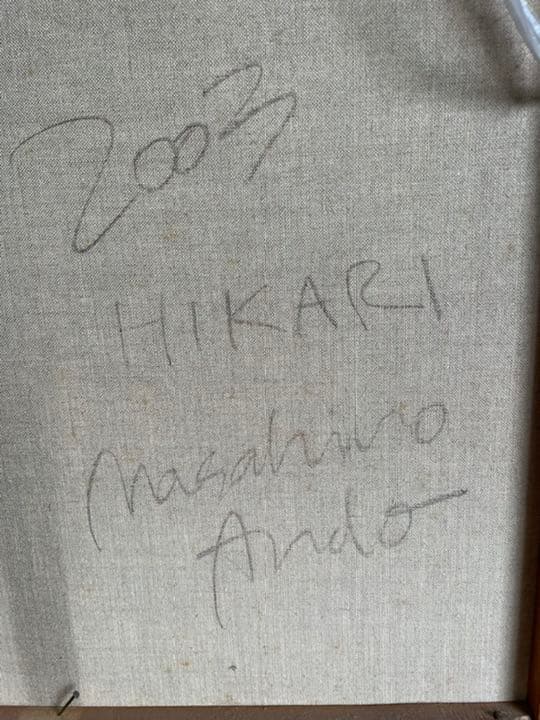 2003
HIKARI
Masahiro
Ando